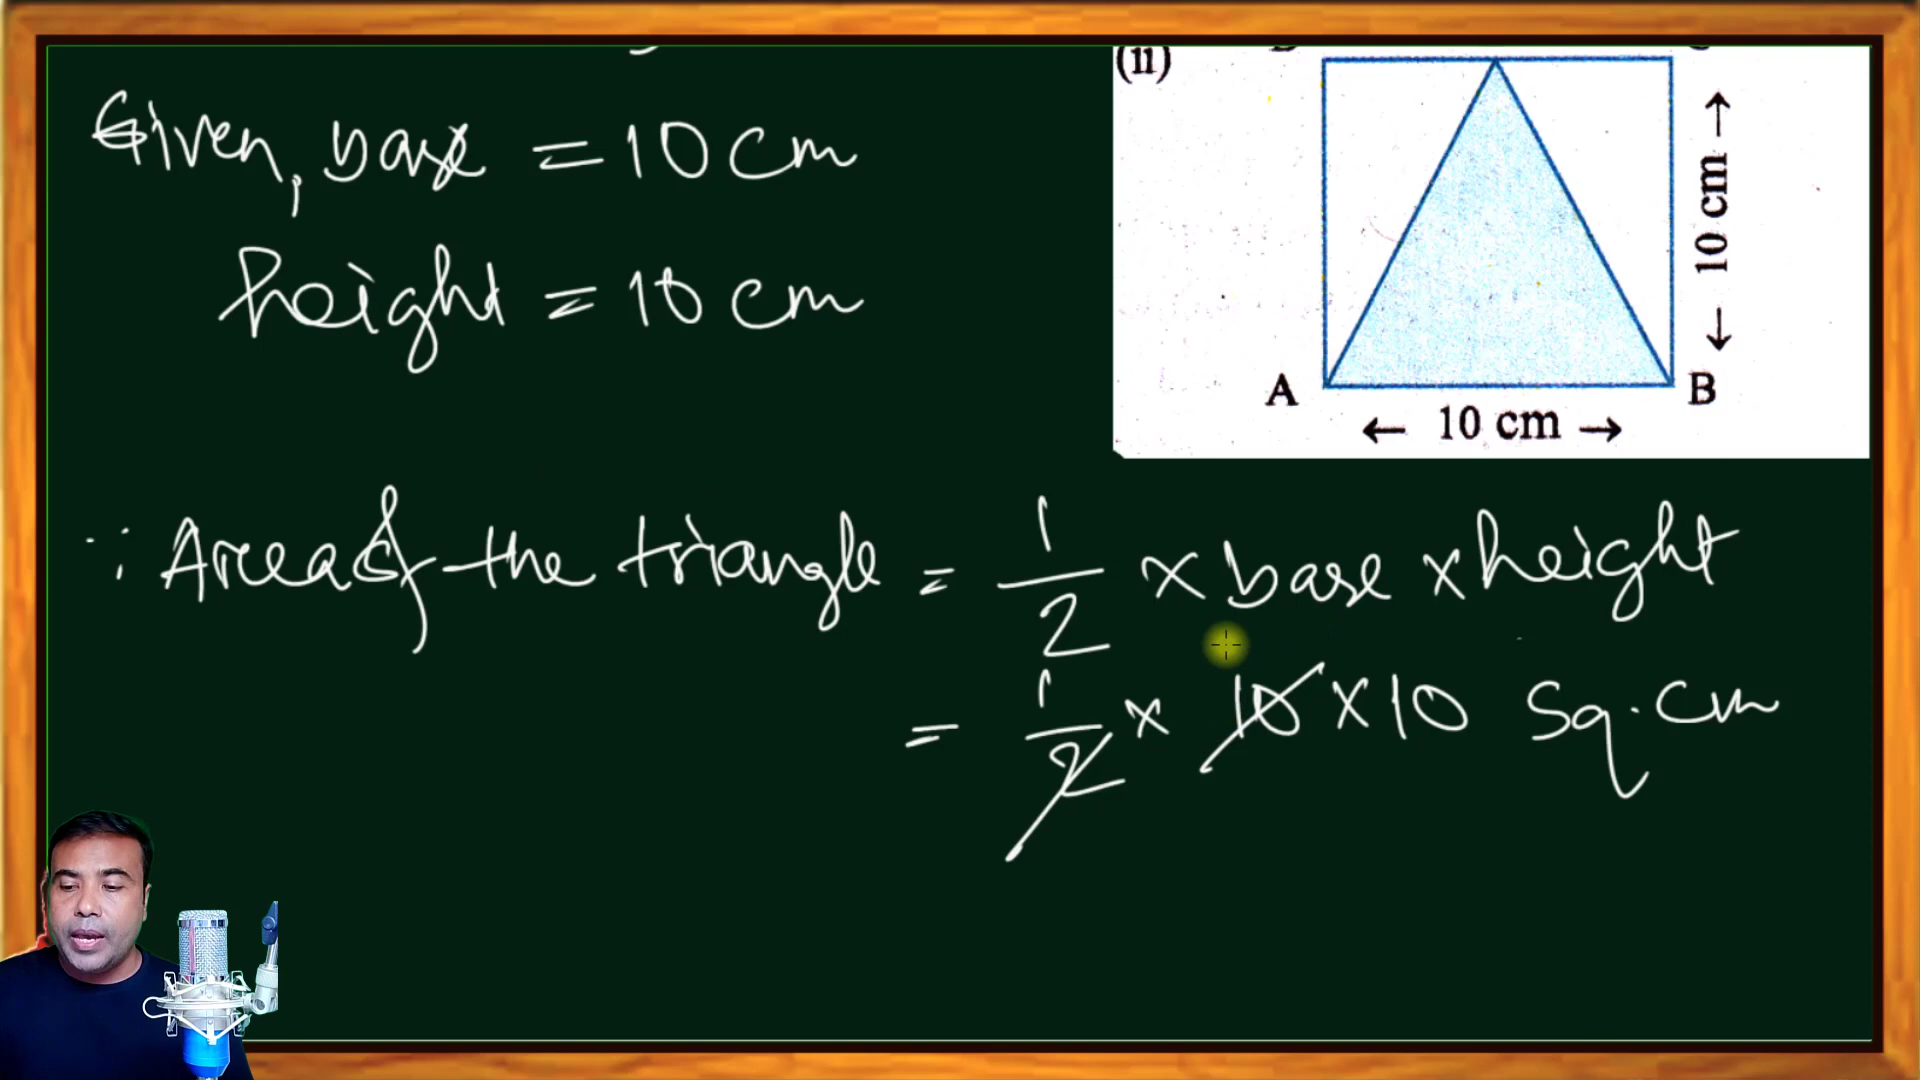 Given, base = 10 cm
height = 10 cm
(ii)
10 cm
A
B
← 10 cm →
∵ Area of the triangle = 1/2 × base × height
= 1/2 × 10 × 10 Sq. cm